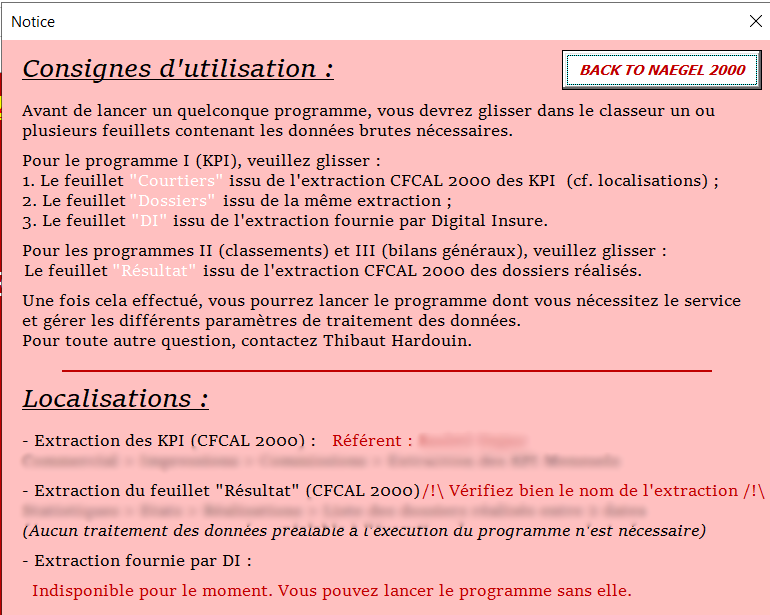 Notice
Consignes d'utilisation :
BACK TO NAEGEL 2000
Avant de lancer un quelconque programme, vous devrez glisser dans le classeur un ou
plusieurs feuillets contenant les données brutes nécessaires.
Pour le programme I (KPI), veuillez glisser :
1. Le feuillet "Courtiers" issu de l'extraction CFCAL 2000 des KPI (cf. localisations) ;
2. Le feuillet "Dossiers" issu de la même extraction ;
3. Le feuillet "DI" issu de l'extraction fournie par Digital Insure.
Pour les programmes II (classements) et III (bilans généraux), veuillez glisser :
Le feuillet "Résultat" issu de l'extraction CFCAL 2000 des dossiers réalisés.
Une fois cela effectué, vous pourrez lancer le programme dont vous nécessitez le service
et gérer les différents paramètres de traitement des données.
Pour toute autre question, contactez Thibaut Hardouin.
Localisations :
- Extraction des KPI (CFCAL 2000) : Référent :
- Extraction du feuillet "Résultat" (CFCAL 2000) /!\ Vérifiez bien le nom de l'extraction /!\
(Aucun traitement des données préalable à l'exécution du programme n'est nécessaire)
- Extraction fournie par DI :
Indisponible pour le moment. Vous pouvez lancer le programme sans elle.